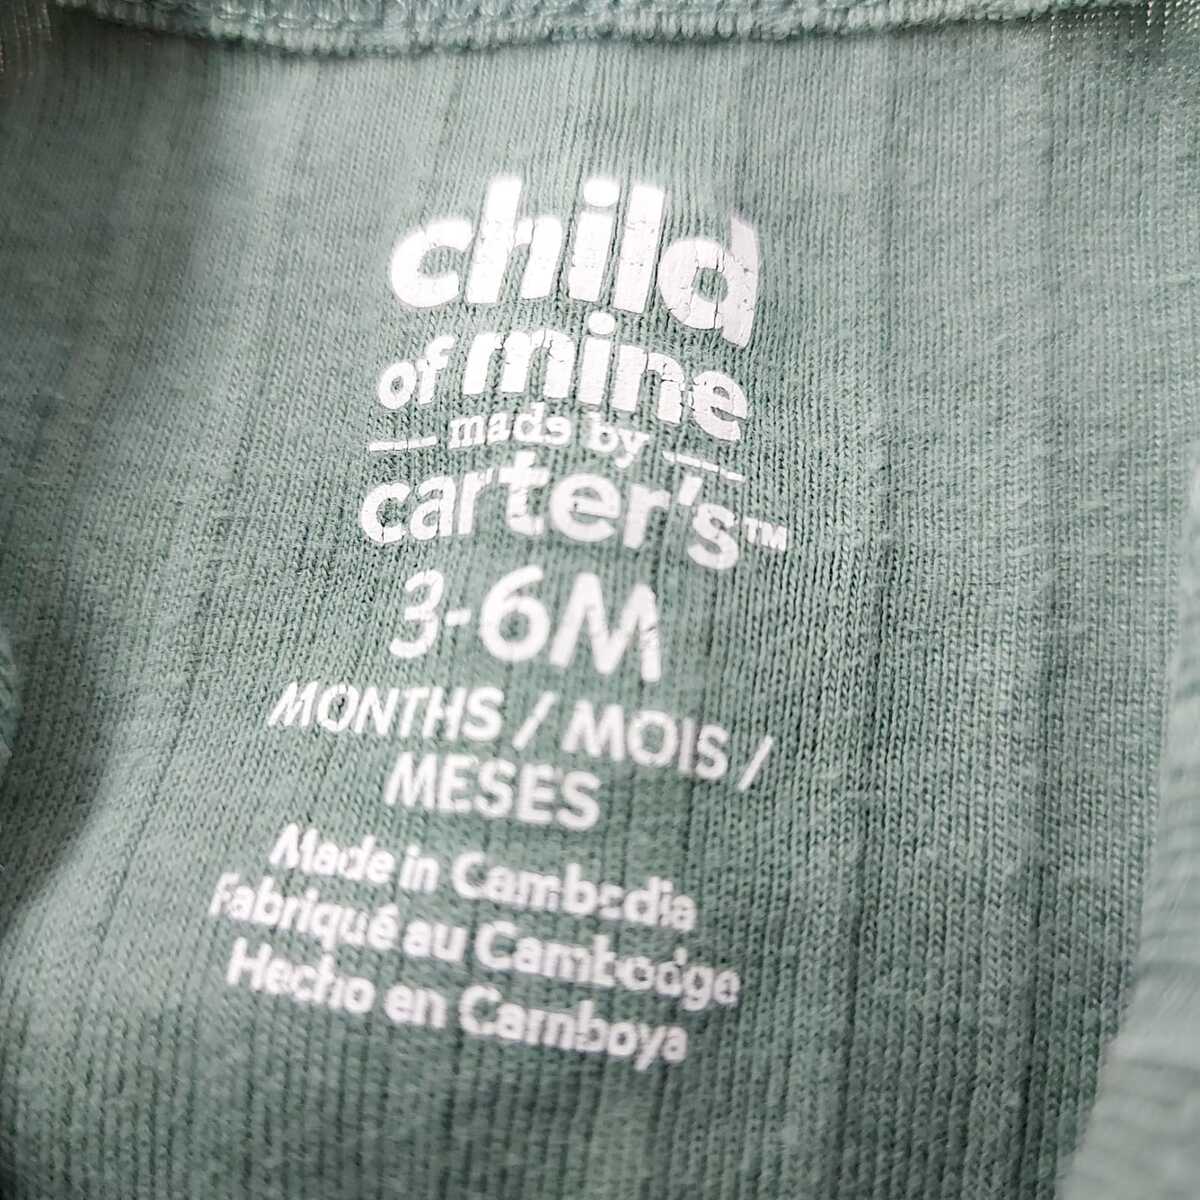 child
of mine
made by
carter's™
3-6M
MONTHS / MOIS /
MESES
Made in Cambodia
Fabriqué au Cambodge
Hecho en Camboya